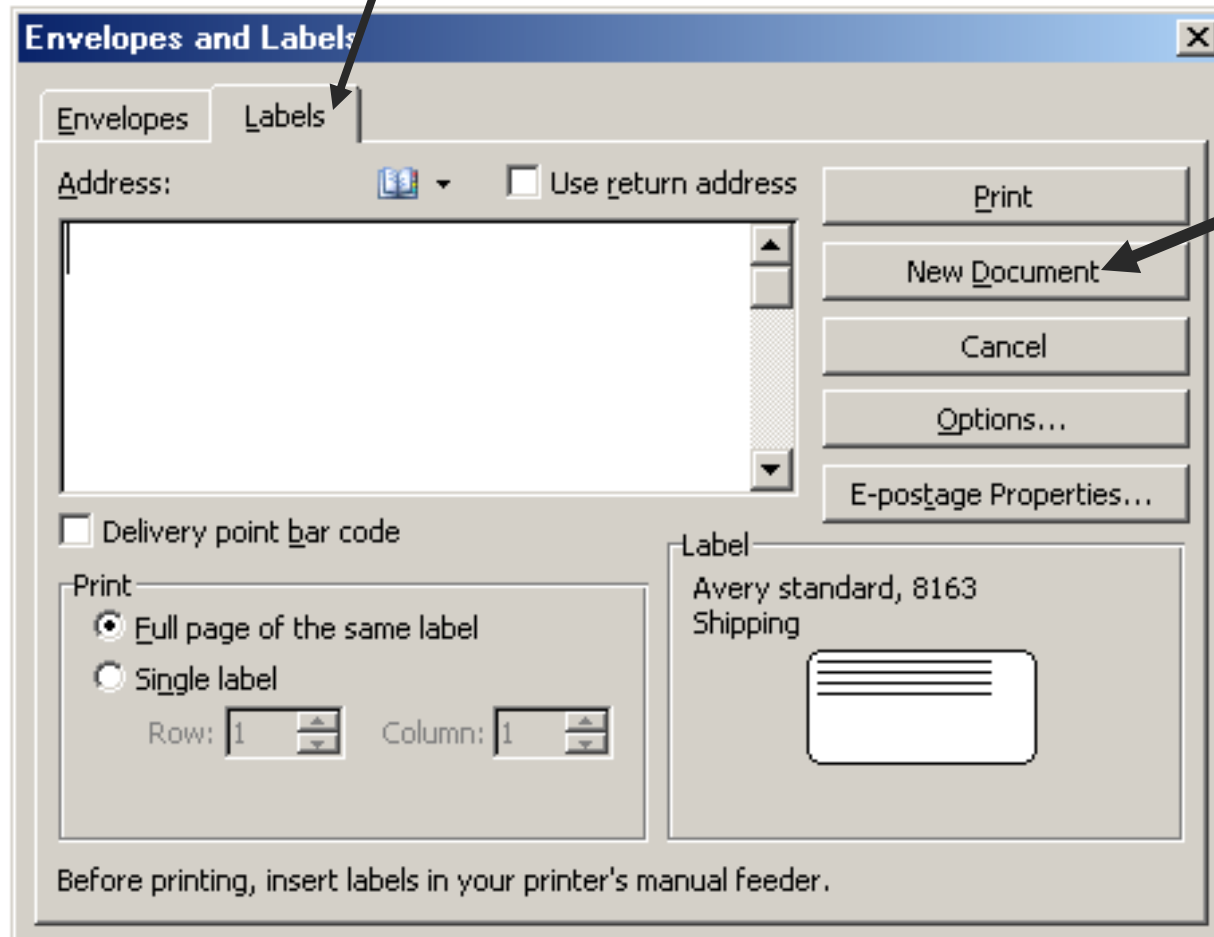 Envelopes and Labels
Envelopes Labels
Address: Use return address
Print
New Document
Cancel
Options...
E-postage Properties...
Delivery point bar code
Print
Full page of the same label
Single label
Row: 1 Column: 1
Label
Avery standard, 8163
Shipping
Before printing, insert labels in your printer's manual feeder.